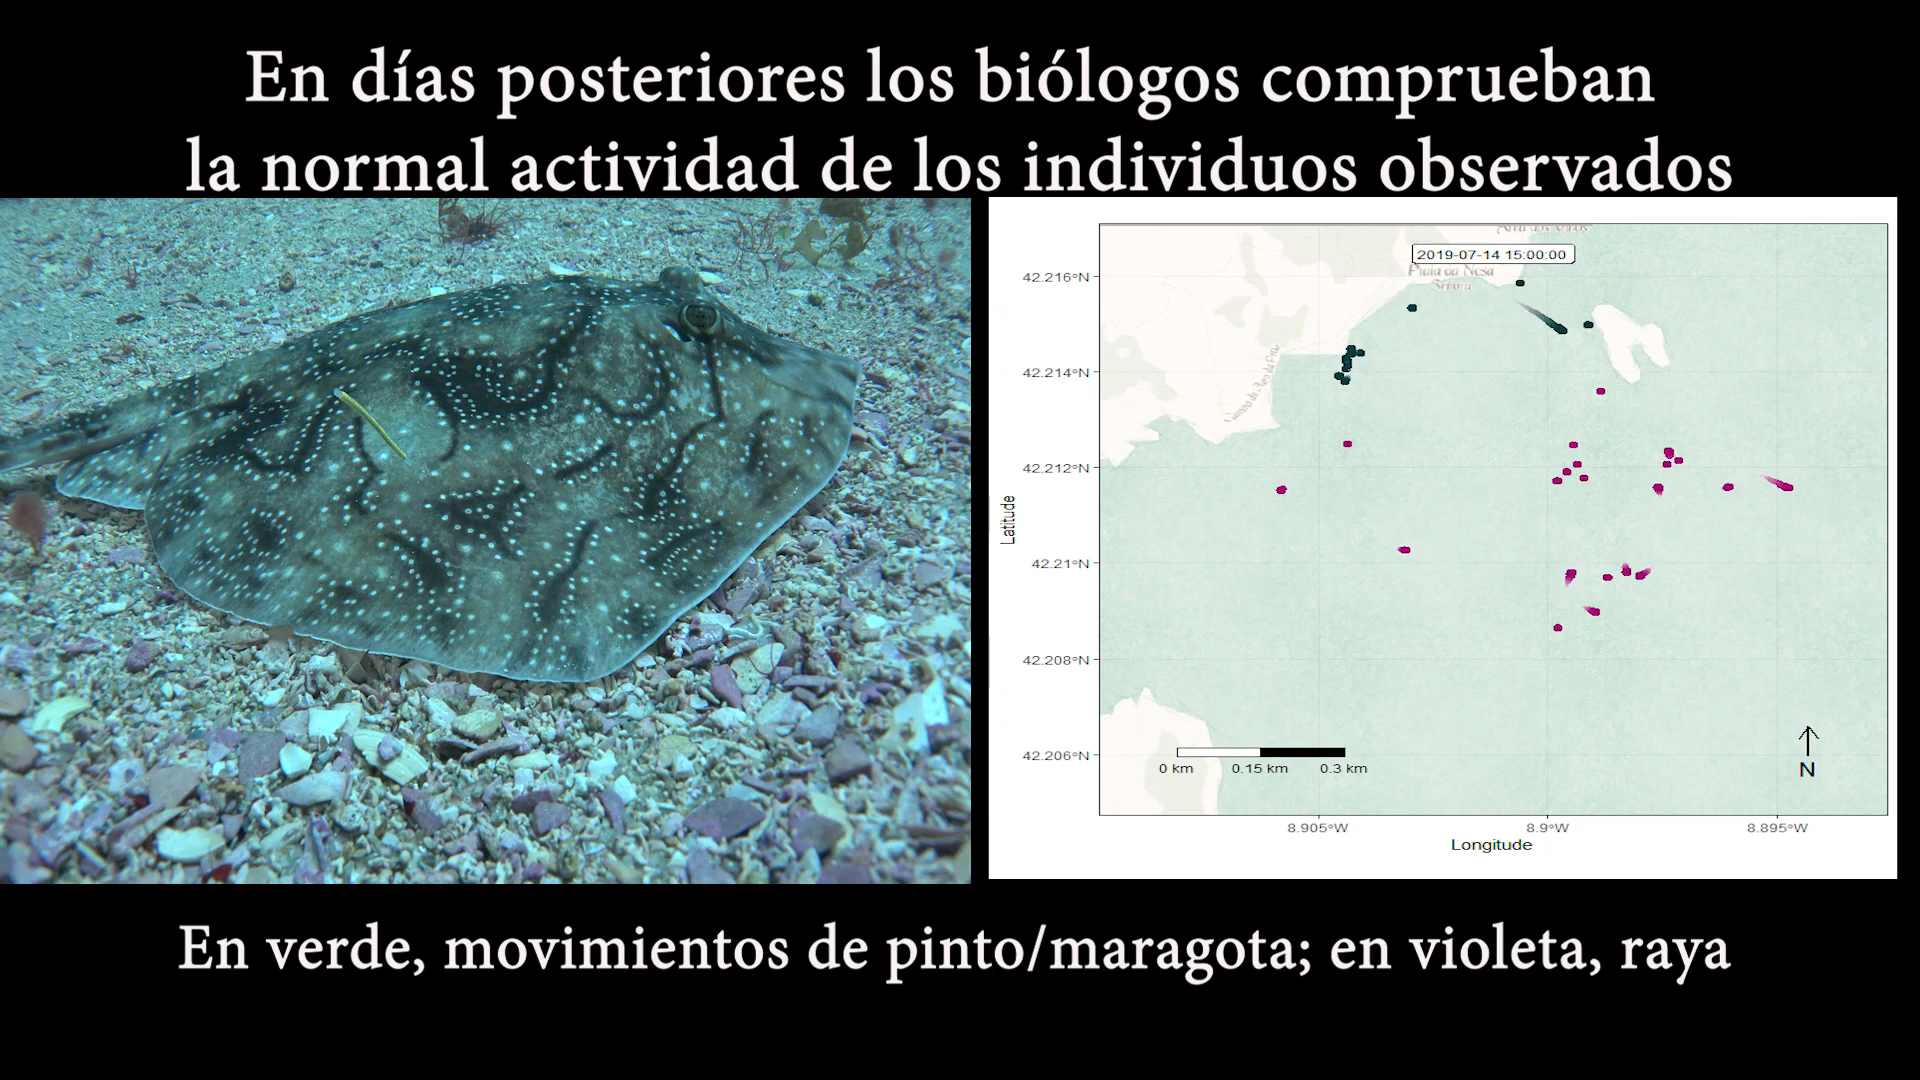 En días posteriores los biólogos comprueban
la normal actividad de los individuos observados
2019-07-14 15:00:00
42.216°N
42.214°N
42.212°N
42.21°N
42.208°N
42.206°N
Latitude
0 km 0.15 km 0.3 km
N
8.905°W 8.9°W 8.895°W
Longitude
En verde, movimientos de pinto/maragota; en violeta, raya